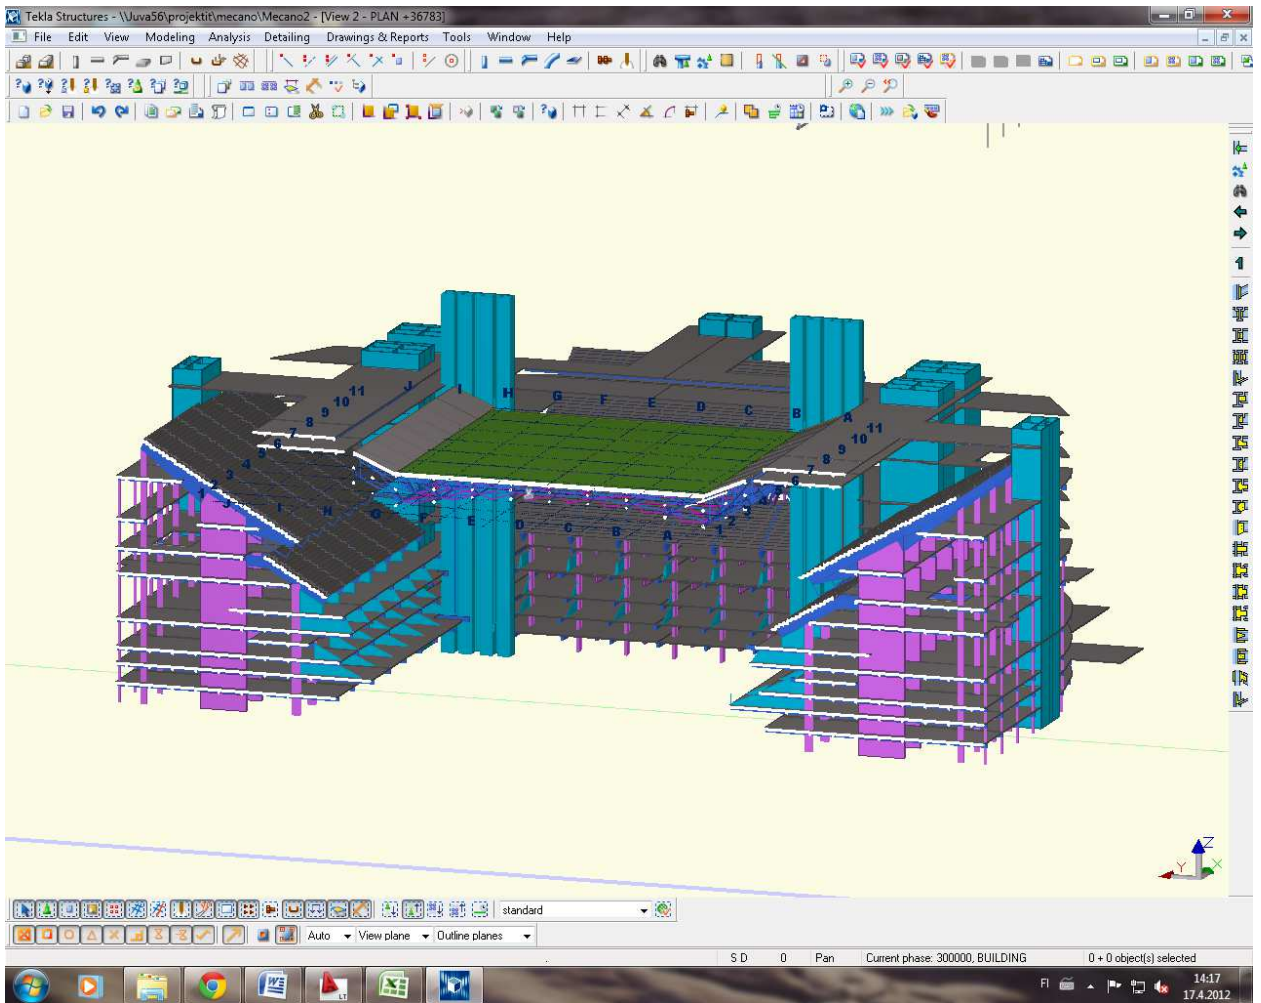 Tekla Structures - \\Juva56\projektit\mecano\Mecano2 - [View 2 - PLAN +36783]
File Edit View Modeling Analysis Detailing Drawings & Reports Tools Window Help
J I H G F E D C B A
11
10
9
8
7
6
5
4
3
2
1
11
10
9
8
7
6
5
4
3
2
1
J I H G F E D C B A
Z
Y X
standard
Auto View plane Outline planes
S D 0 Pan Current phase: 300000, BUILDING 0 + 0 object(s) selected
FI 14:17
17.4.2012
LT